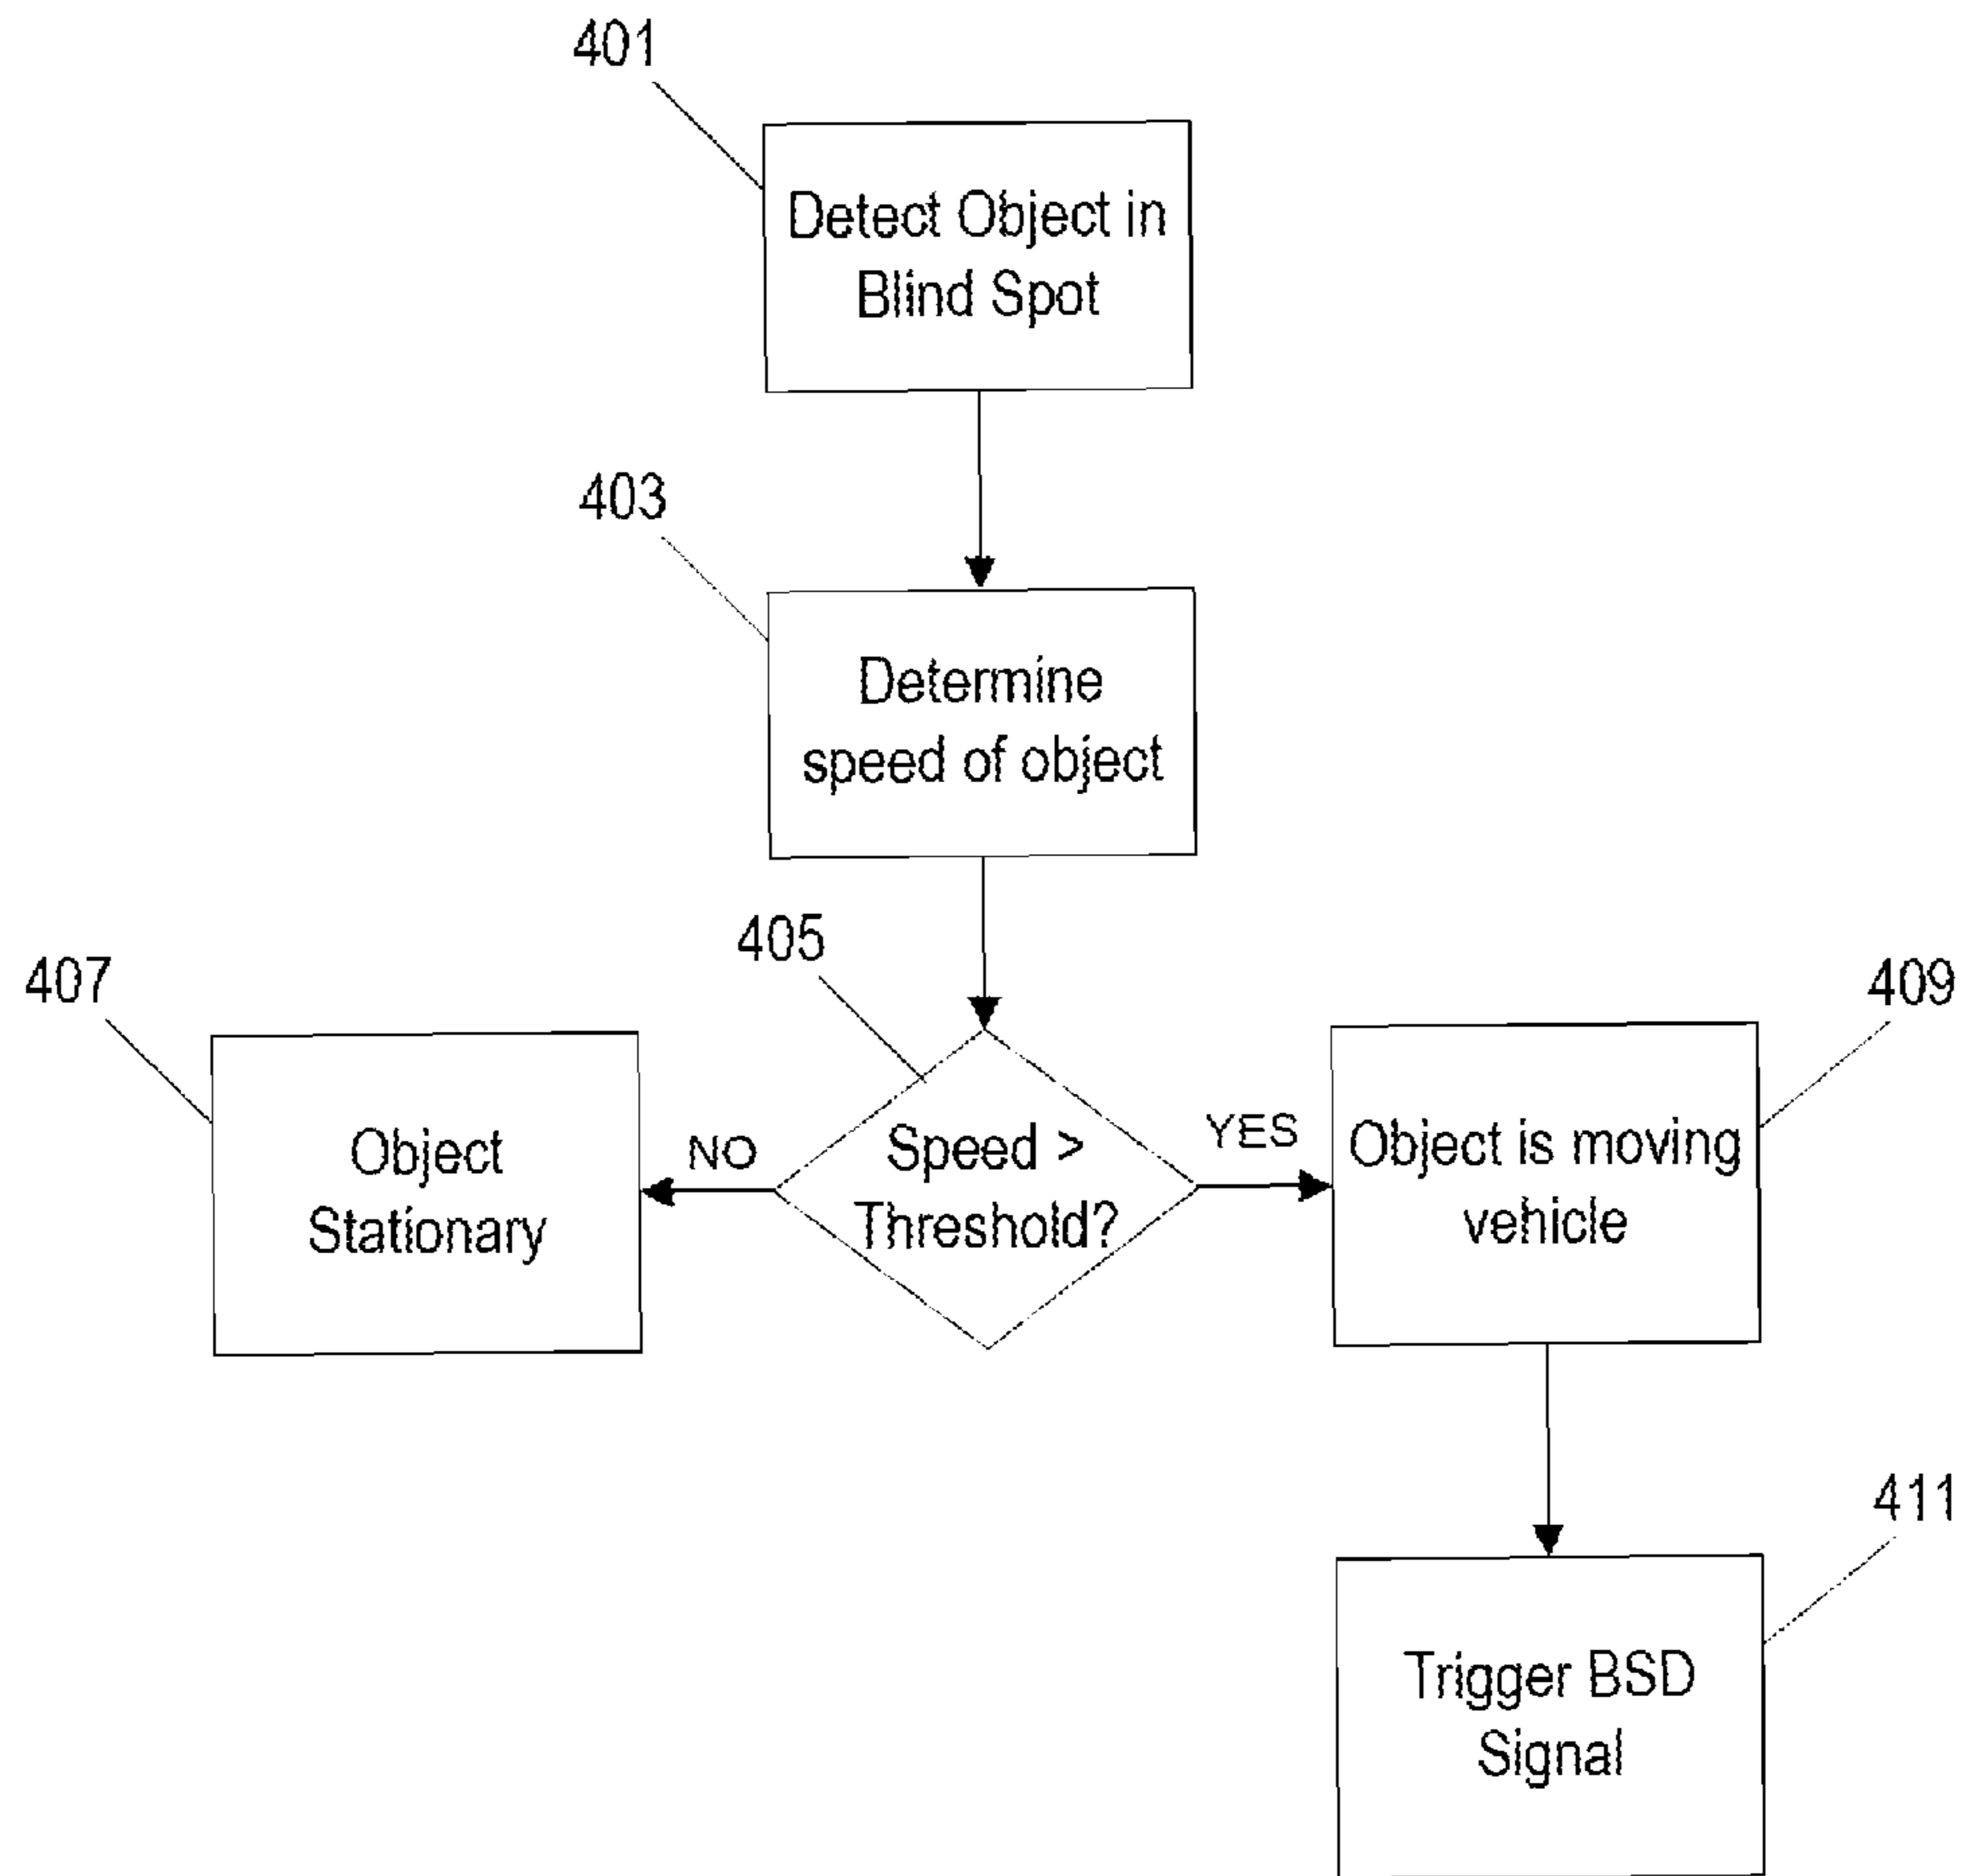 401
Detect Object in
Blind Spot
403
Determine
speed of object
405
407
409
Object
Stationary
NO
Speed >
Threshold?
YES
Object is moving
vehicle
411
Trigger BSD
Signal